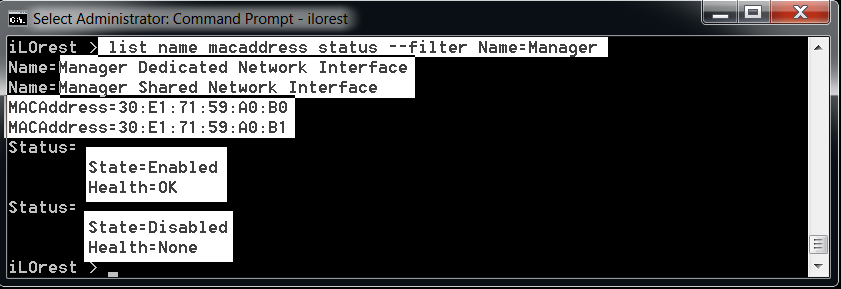 Select Administrator: Command Prompt - ilorest
iLOrest > list name macaddress status --filter Name=Manager
Name=Manager Dedicated Network Interface
Name=Manager Shared Network Interface
MACAddress=30:E1:71:59:A0:B0
MACAddress=30:E1:71:59:A0:B1
Status=
State=Enabled
Health=OK
Status=
State=Disabled
Health=None
iLOrest > _